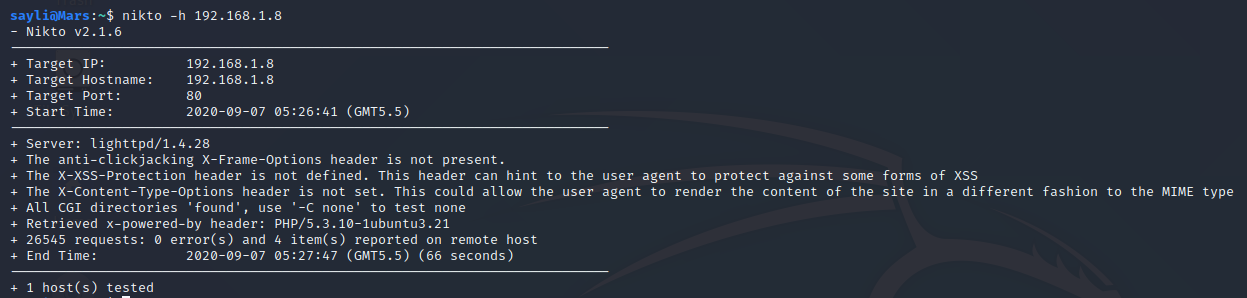 sayli@Mars:~$ nikto -h 192.168.1.8
- Nikto v2.1.6
---------------------------------------------------------------------------
+ Target IP:          192.168.1.8
+ Target Hostname:    192.168.1.8
+ Target Port:        80
+ Start Time:         2020-09-07 05:26:41 (GMT5.5)
---------------------------------------------------------------------------
+ Server: lighttpd/1.4.28
+ The anti-clickjacking X-Frame-Options header is not present.
+ The X-XSS-Protection header is not defined. This header can hint to the user agent to protect against some forms of XSS
+ The X-Content-Type-Options header is not set. This could allow the user agent to render the content of the site in a different fashion to the MIME type
+ All CGI directories 'found', use '-C none' to test none
+ Retrieved x-powered-by header: PHP/5.3.10-1ubuntu3.21
+ 26545 requests: 0 error(s) and 4 item(s) reported on remote host
+ End Time:           2020-09-07 05:27:47 (GMT5.5) (66 seconds)
---------------------------------------------------------------------------
+ 1 host(s) tested